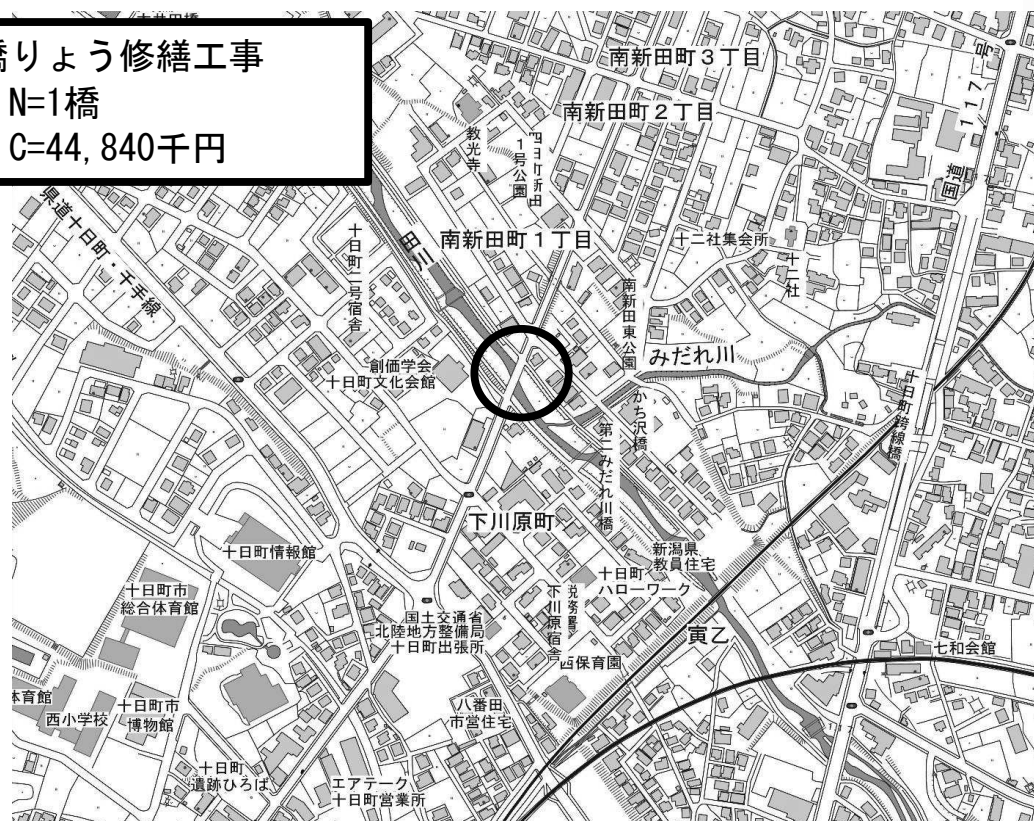 橋りょう修繕工事
N=1橋
C=44,840千円
南新田町3丁目
南新田町2丁目
国道117号
教光寺
四日町新田
1号公園
県道十日町・千手線
十日町二号宿舎
田川
南新田町1丁目
十二社集会所
十二社
南新田東公園
みだれ川
創価学会
十日町文化会館
かち沢橋
十日町跨線橋
第二みだれ川橋
下川原町
十日町情報館
新潟県
教員住宅
十日町
ハローワーク
十日町市
総合体育館
税務署
下川原宿舎
国土交通省
北陸地方整備局
十日町出張所
寅乙
七和会館
西保育園
体育館
西小学校
十日町市
博物館
八番田
市営住宅
十日町
遺跡ひろば
エアテーク
十日町営業所